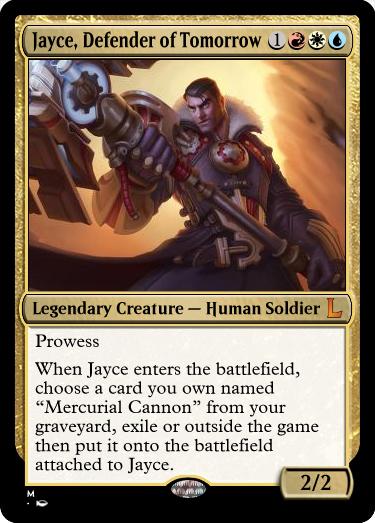 Jayce, Defender of Tomorrow 1
Legendary Creature — Human Soldier L
Prowess
When Jayce enters the battlefield,
choose a card you own named
“Mercurial Cannon” from your
graveyard, exile or outside the game
then put it onto the battlefield
attached to Jayce.
2/2
M